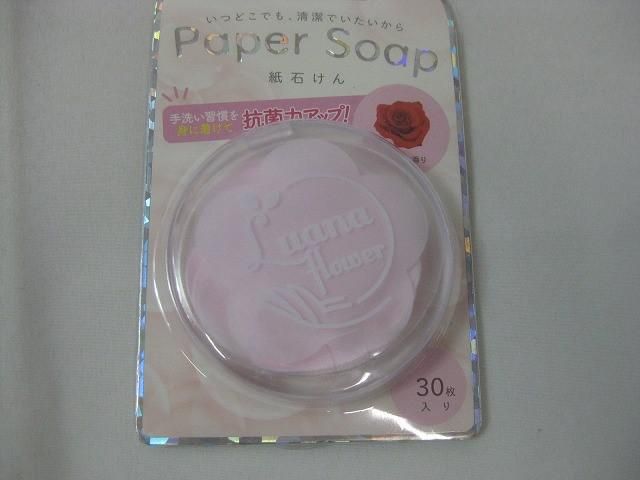 いつどこでも、清潔でいたいから
Paper Soap
紙石けん
手洗い習慣を
身に着けて
抗菌力アップ!
香り
Luana
flower
30枚
入り